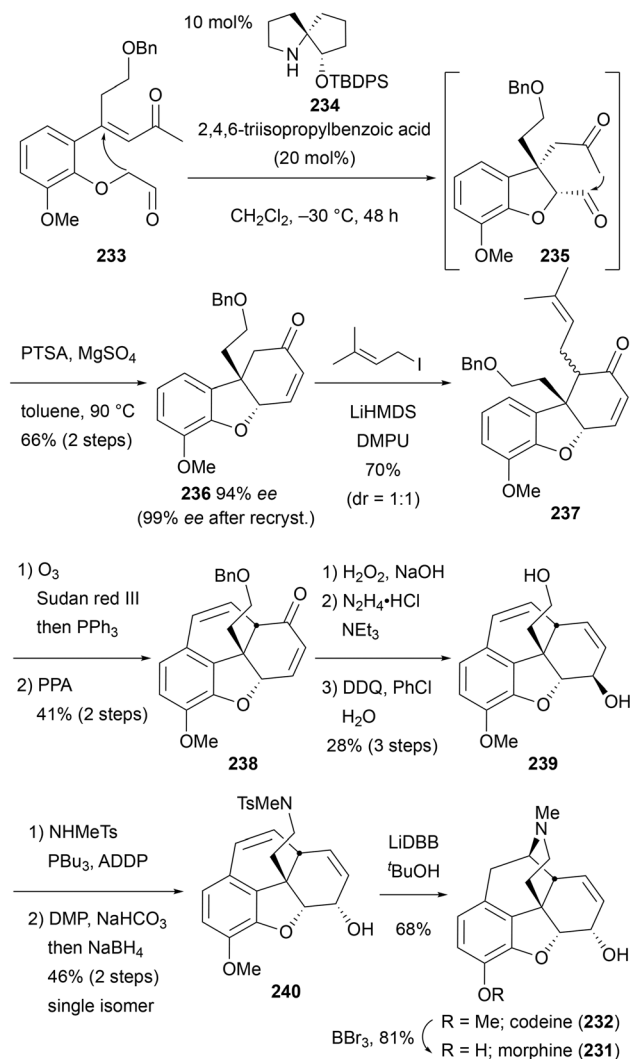 OBn
O
O
O
OMe
233
10 mol%
N
H
OTBDPS
234
2,4,6-triisopropylbenzoic acid
(20 mol%)
CH2Cl2, –30 °C, 48 h
BnO
O
O
O
OMe
235
PTSA, MgSO4
toluene, 90 °C
66% (2 steps)
BnO
O
O
OMe
236 94% ee
(99% ee after recryst.)
I
LiHMDS
DMPU
70%
(dr = 1:1)
BnO
O
O
OMe
237
1) O3
Sudan red III
then PPh3
2) PPA
41% (2 steps)
BnO
O
O
OMe
238
1) H2O2, NaOH
2) N2H4•HCl
NEt3
3) DDQ, PhCl
H2O
28% (3 steps)
HO
O
OH
OMe
239
1) NHMeTs
PBu3, ADDP
2) DMP, NaHCO3
then NaBH4
46% (2 steps)
single isomer
TsMeN
O
OH
OMe
240
LiDBB
tBuOH
68%
Me
N
O
OH
OR
BBr3, 81%
R = Me; codeine (232)
R = H; morphine (231)